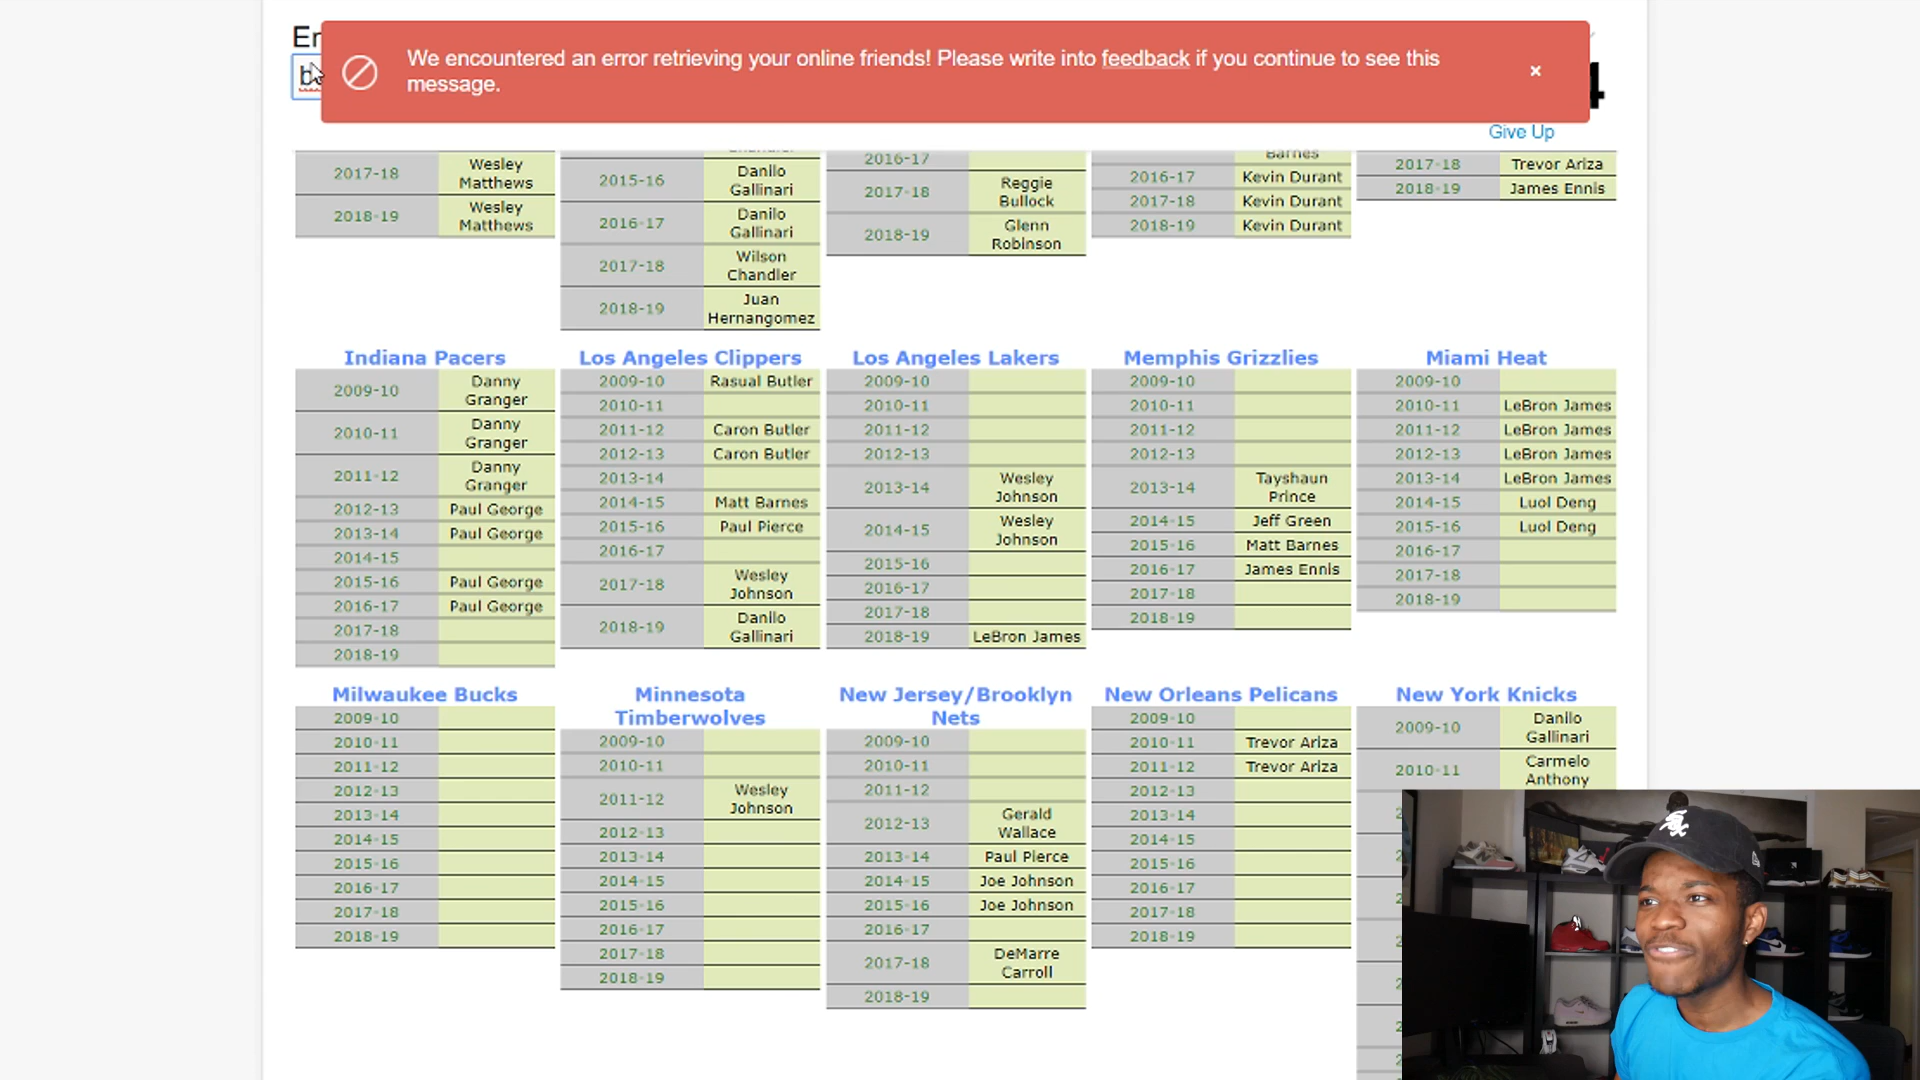 We encountered an error retrieving your online friends! Please write into feedback if you continue to see this
message.
×
Give Up
2017-18 Wesley
Matthews
2018-19 Wesley
Matthews
2015-16 Danilo
Gallinari
2016-17 Danilo
Gallinari
2017-18 Wilson
Chandler
2018-19 Juan
Hernangomez
2016-17
2017-18 Reggie
Bullock
2018-19 Glenn
Robinson
Barnes
2016-17 Kevin Durant
2017-18 Kevin Durant
2018-19 Kevin Durant
2017-18 Trevor Ariza
2018-19 James Ennis
Indiana Pacers
2009-10 Danny
Granger
2010-11 Danny
Granger
2011-12 Danny
Granger
2012-13 Paul George
2013-14 Paul George
2014-15
2015-16 Paul George
2016-17 Paul George
2017-18
2018-19
Los Angeles Clippers
2009-10 Rasual Butler
2010-11
2011-12 Caron Butler
2012-13 Caron Butler
2013-14
2014-15 Matt Barnes
2015-16 Paul Pierce
2016-17
2017-18 Wesley
Johnson
2018-19 Danilo
Gallinari
Los Angeles Lakers
2009-10
2010-11
2011-12
2012-13
2013-14 Wesley
Johnson
2014-15 Wesley
Johnson
2015-16
2016-17
2017-18
2018-19 LeBron James
Memphis Grizzlies
2009-10
2010-11
2011-12
2012-13
2013-14 Tayshaun
Prince
2014-15 Jeff Green
2015-16 Matt Barnes
2016-17 James Ennis
2017-18
2018-19
Miami Heat
2009-10
2010-11 LeBron James
2011-12 LeBron James
2012-13 LeBron James
2013-14 LeBron James
2014-15 Luol Deng
2015-16 Luol Deng
2016-17
2017-18
2018-19
Milwaukee Bucks
2009-10
2010-11
2011-12
2012-13
2013-14
2014-15
2015-16
2016-17
2017-18
2018-19
Minnesota
Timberwolves
2009-10
2010-11
2011-12 Wesley
Johnson
2012-13
2013-14
2014-15
2015-16
2016-17
2017-18
2018-19
New Jersey/Brooklyn
Nets
2009-10
2010-11
2011-12
2012-13 Gerald
Wallace
2013-14 Paul Pierce
2014-15 Joe Johnson
2015-16 Joe Johnson
2016-17
2017-18 DeMarre
Carroll
2018-19
New Orleans Pelicans
2009-10
2010-11 Trevor Ariza
2011-12 Trevor Ariza
2012-13
2013-14
2014-15
2015-16
2016-17
2017-18
2018-19
New York Knicks
2009-10 Danilo
Gallinari
2010-11 Carmelo
Anthony